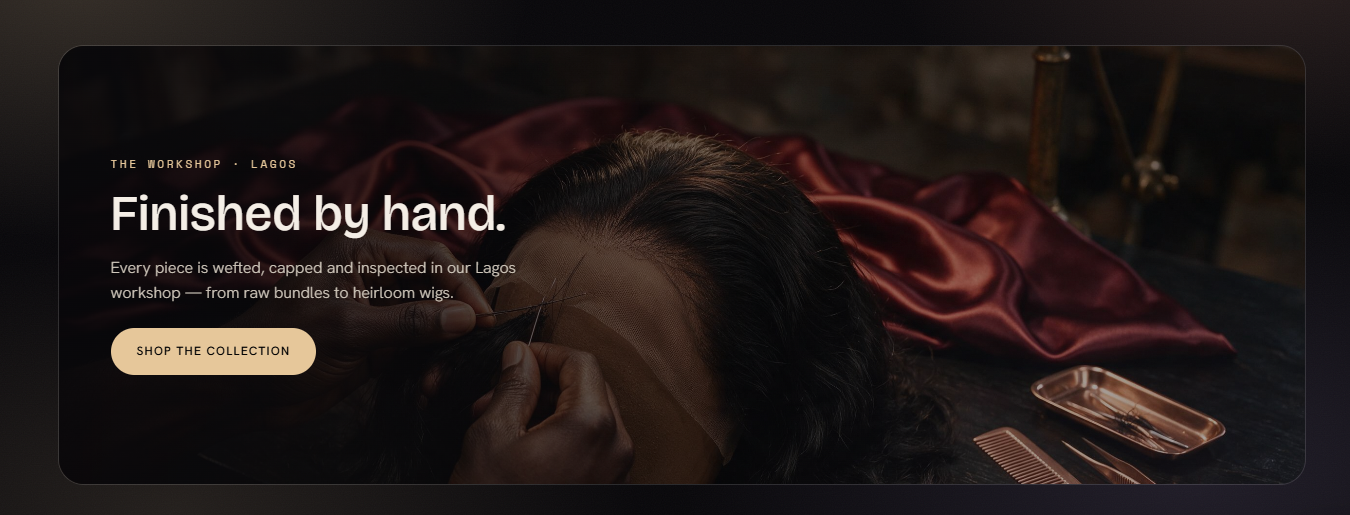 THE WORKSHOP · LAGOS
Finished by hand.
Every piece is wefted, capped and inspected in our Lagos
workshop — from raw bundles to heirloom wigs.
SHOP THE COLLECTION